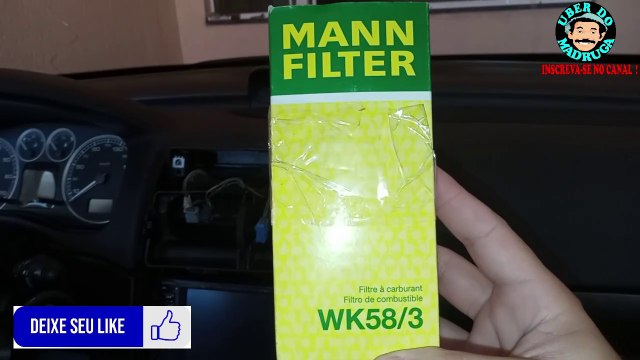 UBER DO
MADRUGA
INSCREVA-SE NO CANAL !
MANN
FILTER
Filtre à carburant
Filtro de combustible
WK58/3
DEIXE SEU LIKE